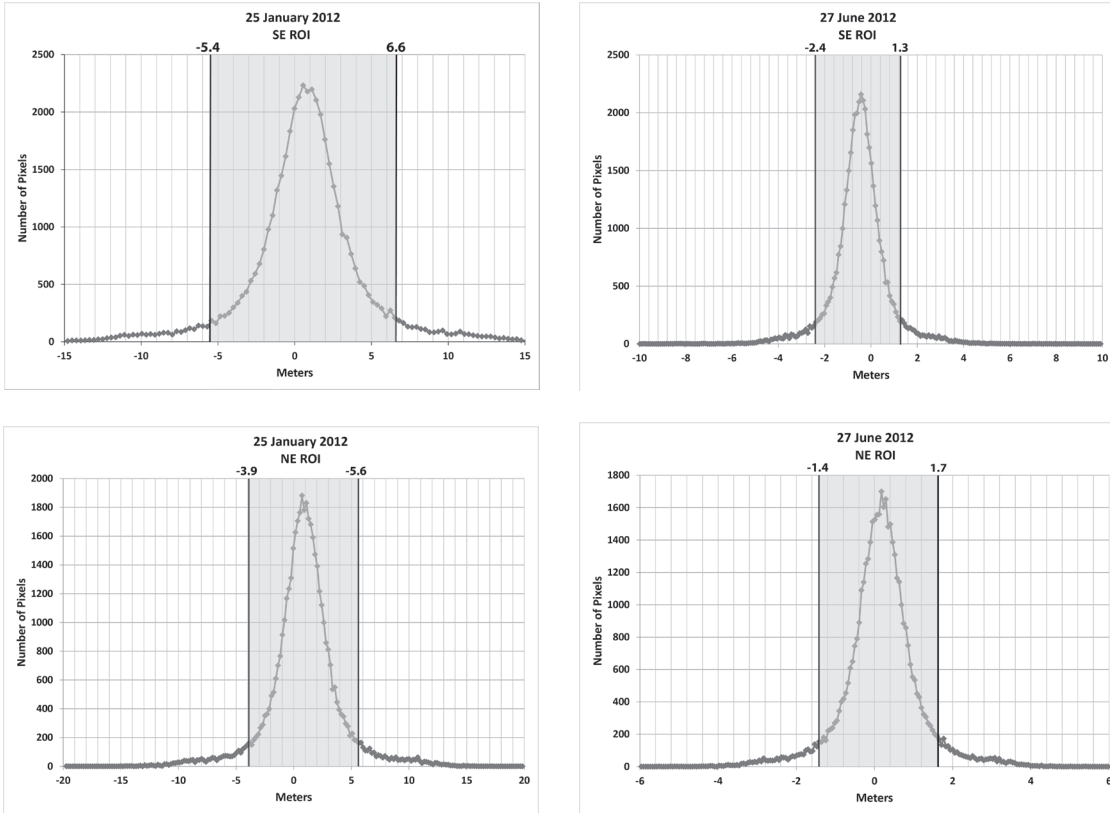 25 January 2012
SE ROI
-5.4 6.6
2500
2000
1500
1000
500
0
Number of Pixels
-15 -10 -5 0 5 10 15
Meters
27 June 2012
SE ROI
-2.4 1.3
2500
2000
1500
1000
500
0
Number of Pixels
-10 -8 -6 -4 -2 0 2 4 6 8 10
Meters
25 January 2012
NE ROI
-3.9 -5.6
2000
1800
1600
1400
1200
1000
800
600
400
200
0
Number of Pixels
-20 -15 -10 -5 0 5 10 15 20
Meters
27 June 2012
NE ROI
-1.4 1.7
1800
1600
1400
1200
1000
800
600
400
200
0
Number of Pixels
-6 -4 -2 0 2 4 6
Meters